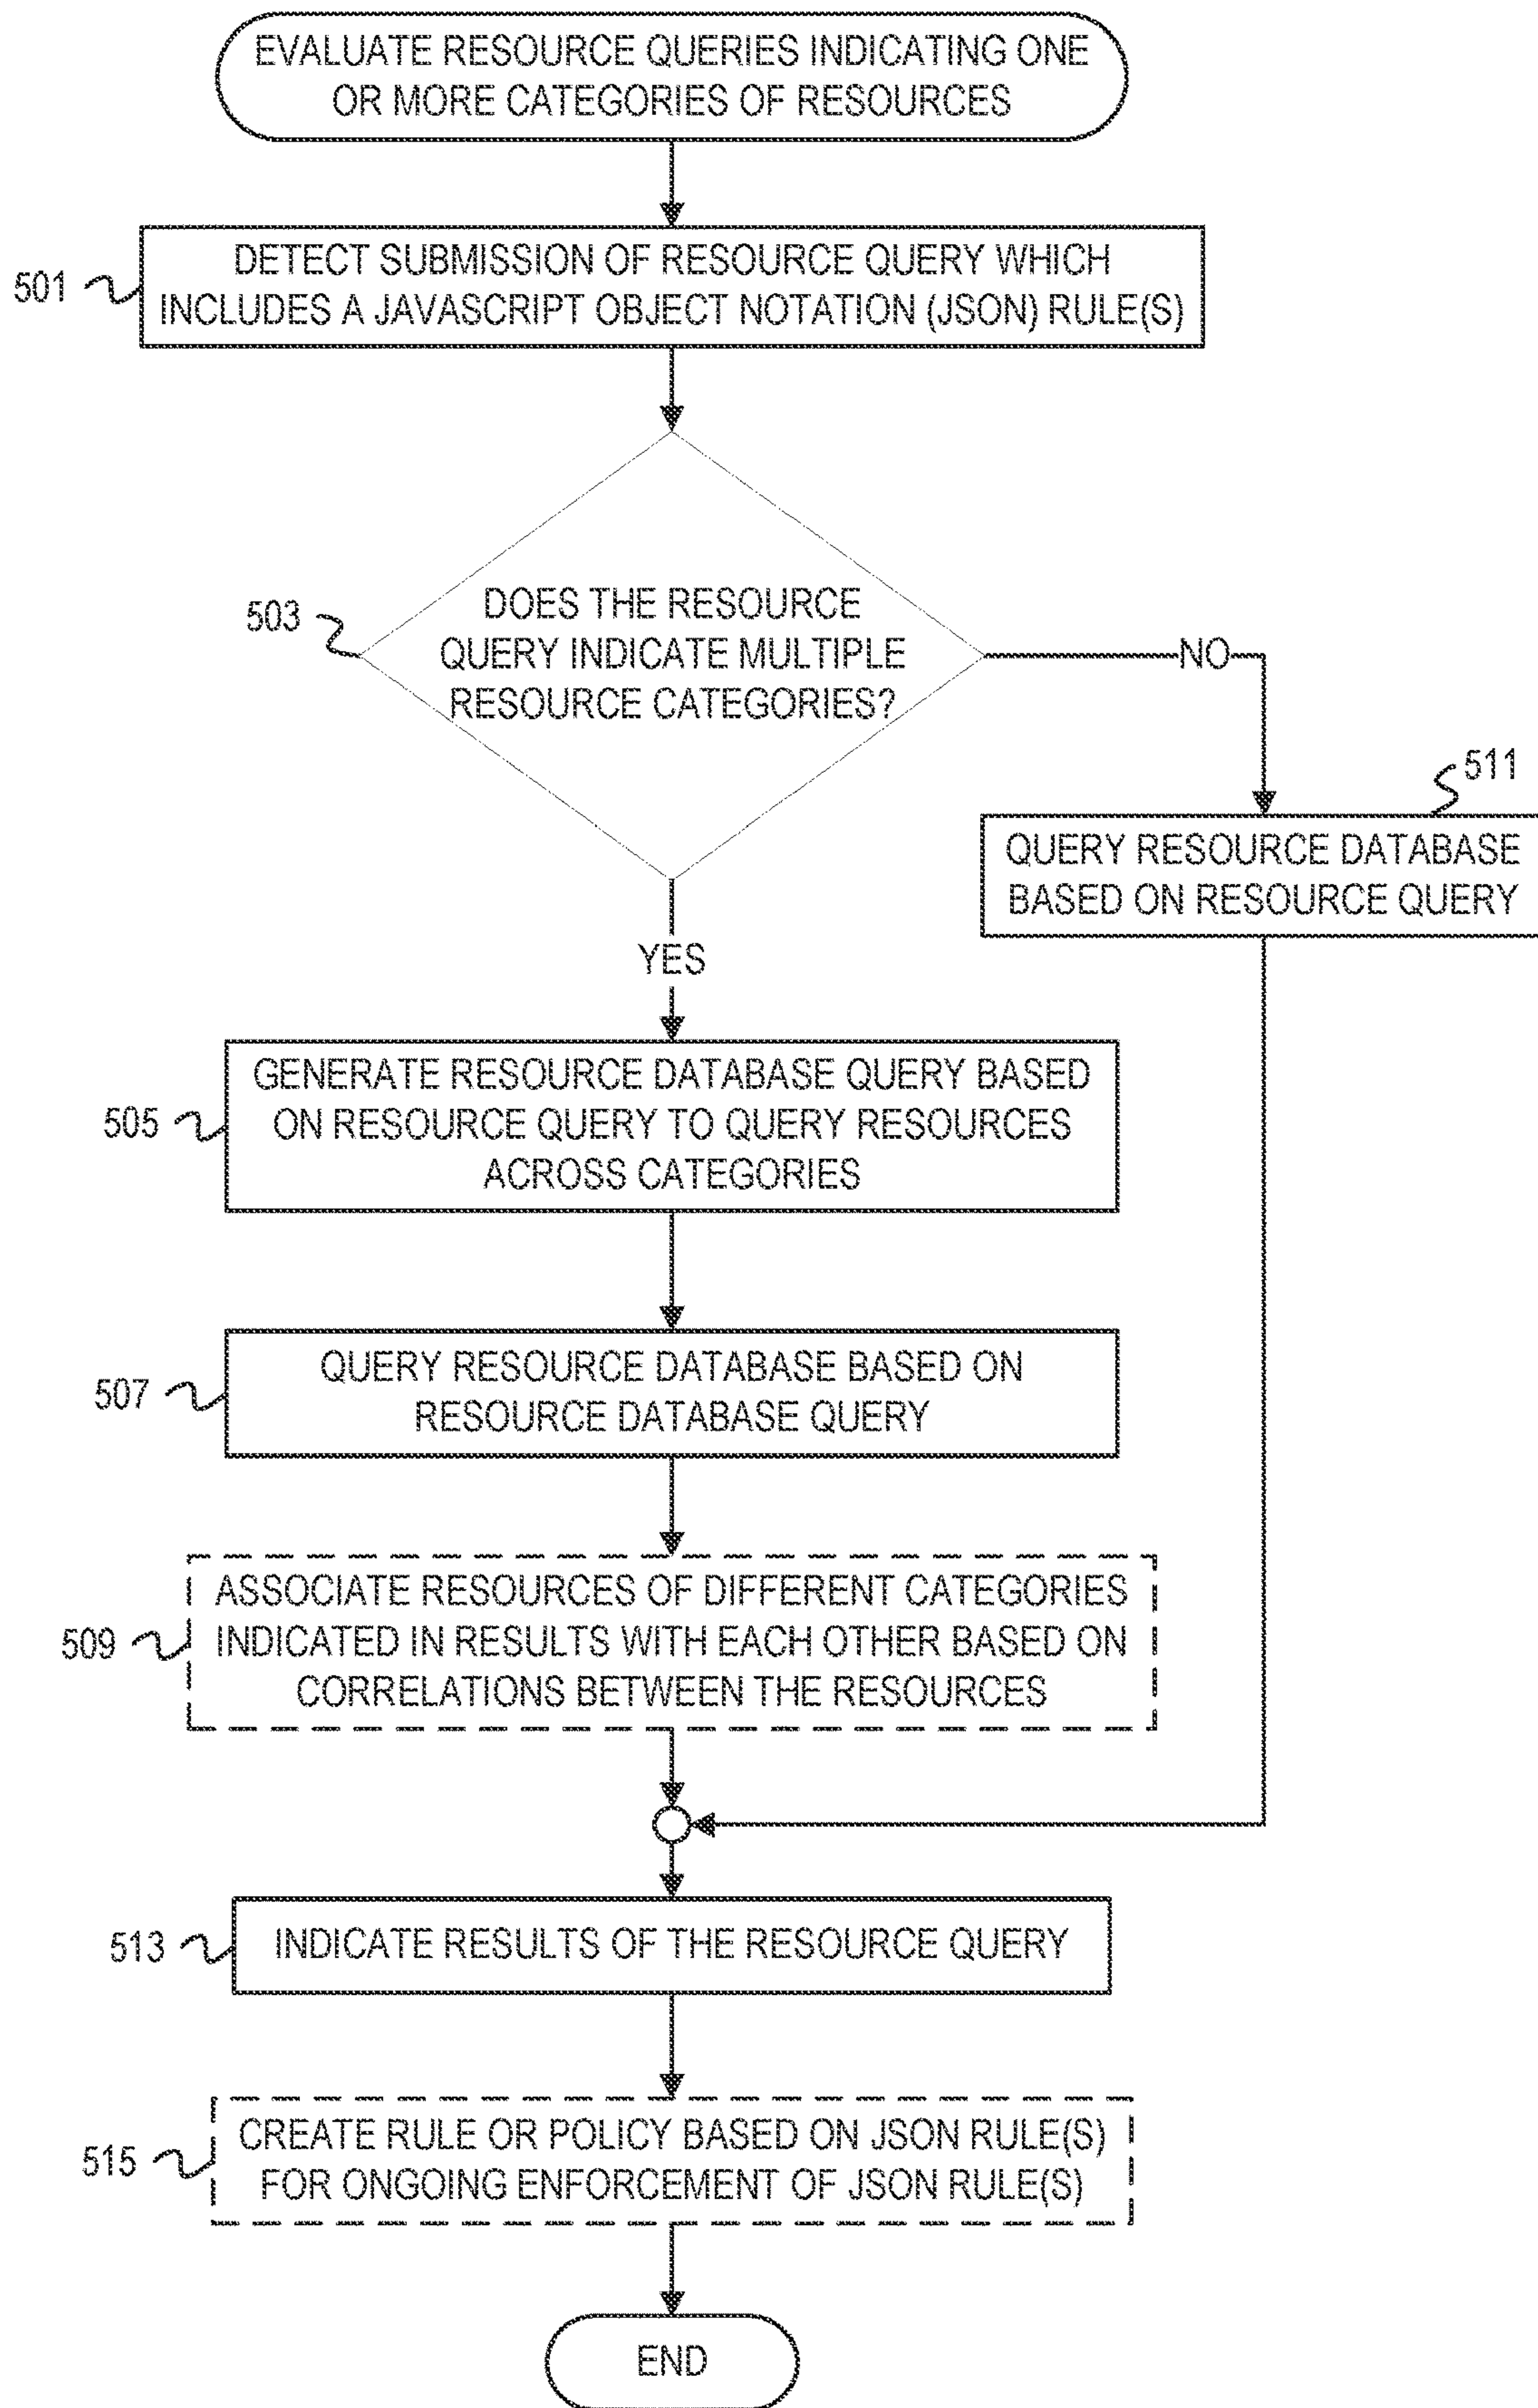 EVALUATE RESOURCE QUERIES INDICATING ONE
OR MORE CATEGORIES OF RESOURCES
501
DETECT SUBMISSION OF RESOURCE QUERY WHICH
INCLUDES A JAVASCRIPT OBJECT NOTATION (JSON) RULE(S)
503
DOES THE RESOURCE
QUERY INDICATE MULTIPLE
RESOURCE CATEGORIES?
NO
511
QUERY RESOURCE DATABASE
BASED ON RESOURCE QUERY
YES
505
GENERATE RESOURCE DATABASE QUERY BASED
ON RESOURCE QUERY TO QUERY RESOURCES
ACROSS CATEGORIES
507
QUERY RESOURCE DATABASE BASED ON
RESOURCE DATABASE QUERY
509
ASSOCIATE RESOURCES OF DIFFERENT CATEGORIES
INDICATED IN RESULTS WITH EACH OTHER BASED ON
CORRELATIONS BETWEEN THE RESOURCES
513
INDICATE RESULTS OF THE RESOURCE QUERY
515
CREATE RULE OR POLICY BASED ON JSON RULE(S)
FOR ONGOING ENFORCEMENT OF JSON RULE(S)
END